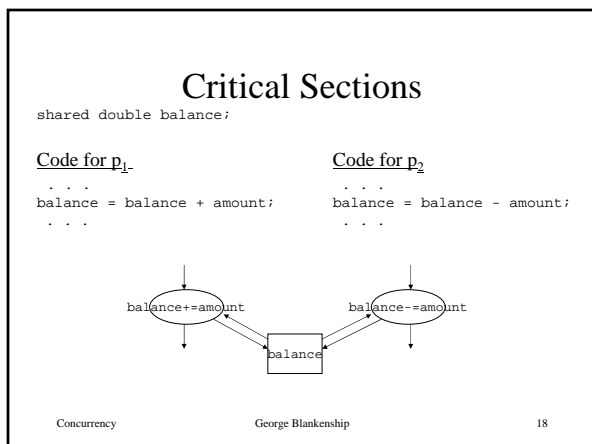 Critical Sections
shared double balance;
Code for p1
Code for p2
. . .
. . .
balance = balance + amount;
balance = balance - amount;
. . .
. . .
balance+=amount
balance-=amount
balance
Concurrency
George Blankenship
18